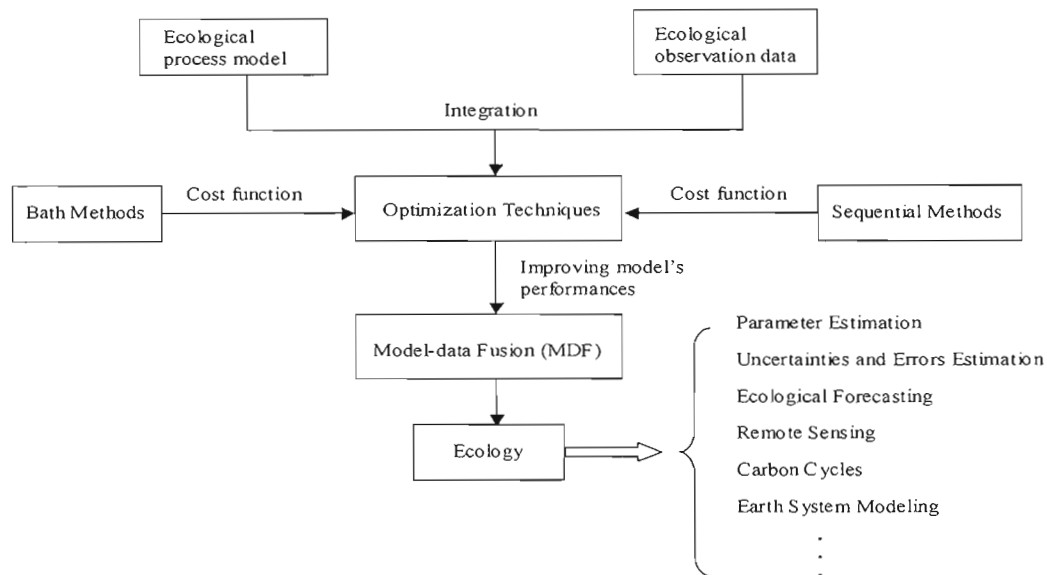 Ecological
process model
Ecological
observation data
Integration
Bath Methods
Cost function
Optimization Techniques
Cost function
Sequential Methods
Improving model's
performances
Model-data Fusion (MDF)
Ecology
Parameter Estimation
Uncertainties and Errors Estimation
Ecological Forecasting
Remote Sensing
Carbon Cycles
Earth System Modeling
.
.
.